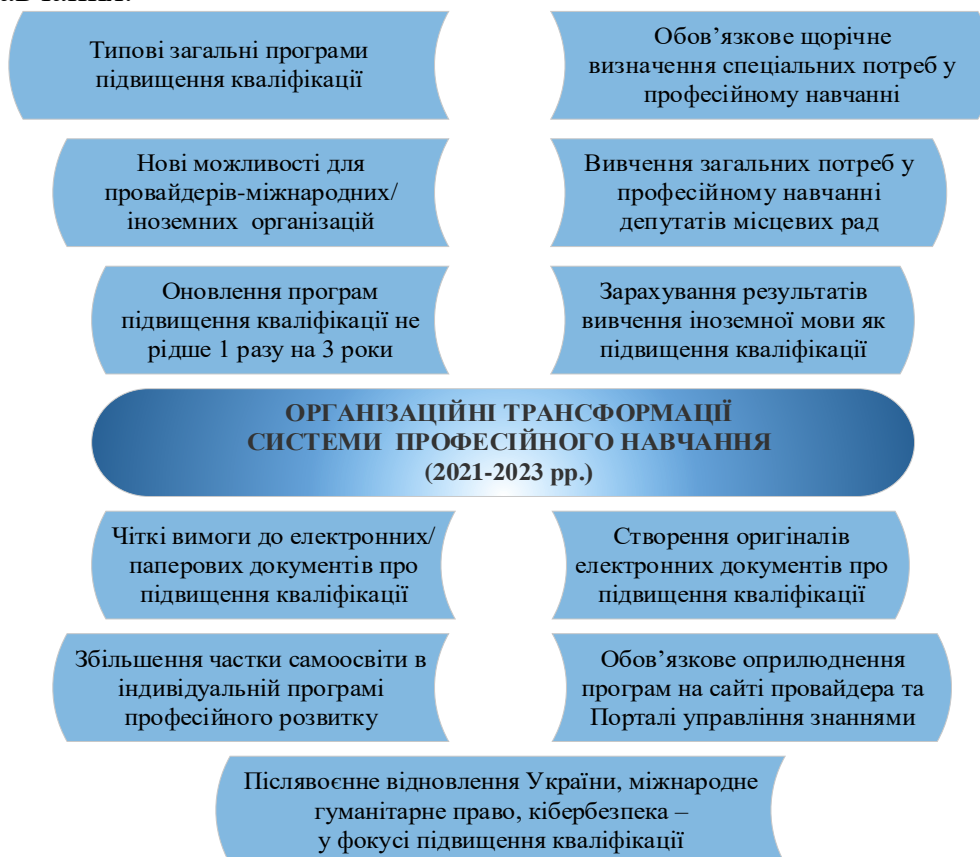 Типові загальні програми
підвищення кваліфікації
Обов’язкове щорічне
визначення спеціальних потреб у
професійному навчанні
Нові можливості для
провайдерів-міжнародних/
іноземних організацій
Вивчення загальних потреб у
професійному навчанні
депутатів місцевих рад
Оновлення програм
підвищення кваліфікації не
рідше 1 разу на 3 роки
Зарахування результатів
вивчення іноземної мови як
підвищення кваліфікації
ОРГАНІЗАЦІЙНІ ТРАНСФОРМАЦІЇ
СИСТЕМИ ПРОФЕСІЙНОГО НАВЧАННЯ
(2021-2023 рр.)
Чіткі вимоги до електронних/
паперових документів про
підвищення кваліфікації
Створення оригіналів
електронних документів про
підвищення кваліфікації
Збільшення частки самоосвіти в
індивідуальній програмі
професійного розвитку
Обов’язкове оприлюднення
програм на сайті провайдера та
Порталі управління знаннями
Післявоєнне відновлення України, міжнародне
гуманітарне право, кібербезпека –
у фокусі підвищення кваліфікації